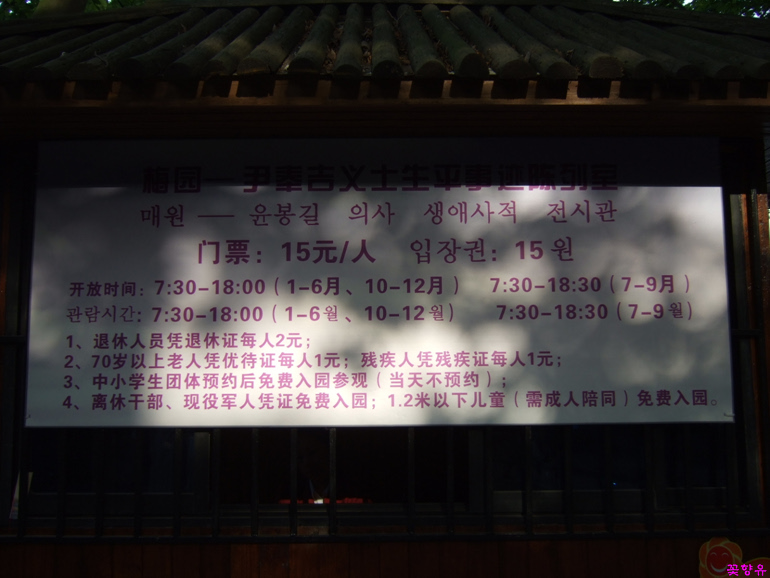 梅园—尹奉吉义士生平事迹陈列室
매원 — 윤봉길 의사 생애사적 전시관
门票：15元/人 입장권：15원
开放时间：7:30-18:00（1-6月、10-12月） 7:30-18:30（7-9月）
관람시간：7:30-18:00（1-6월、10-12월） 7:30-18:30（7-9월）
1、退休人员凭退休证每人2元；
2、70岁以上老人凭优待证每人1元；残疾人凭残疾证每人1元；
3、中小学生团体预约后免费入园参观（当天不预约）；
4、离休干部、现役军人凭证免费入园；1.2米以下儿童（需成人陪同）免费入园。
꽃향유